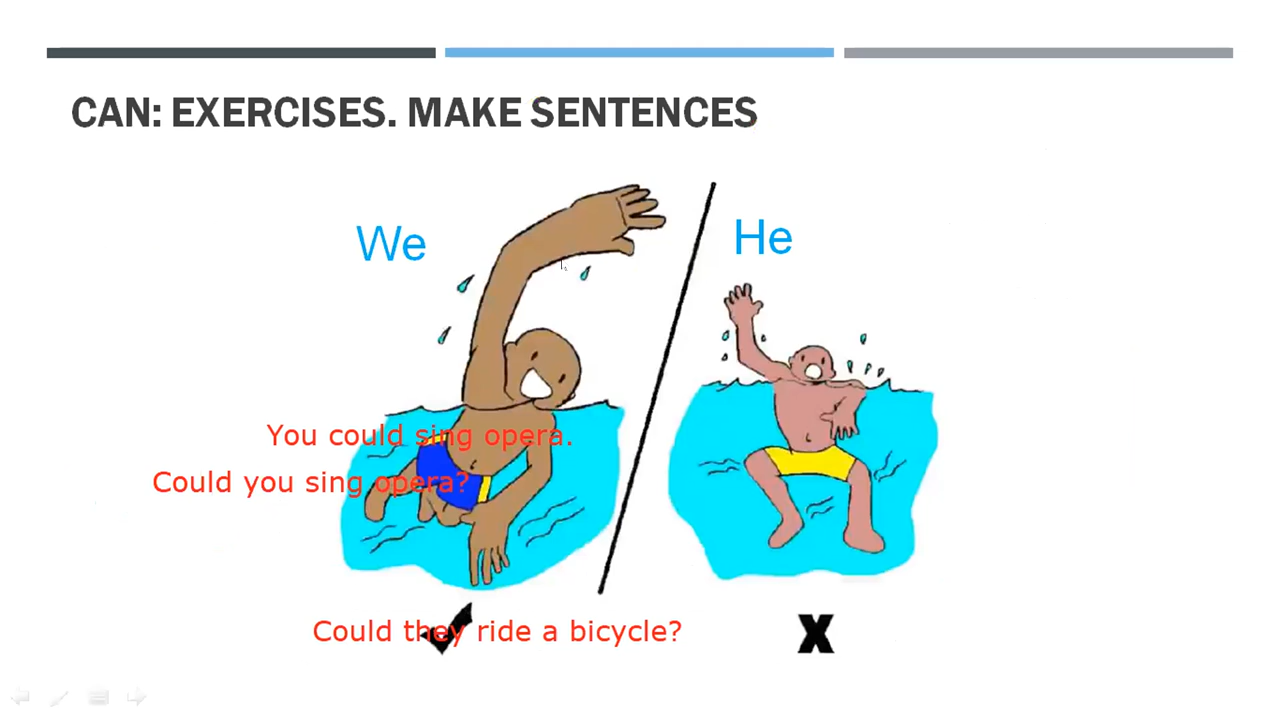 CAN: EXERCISES. MAKE SENTENCES
We
He
You could sing opera.
Could you sing opera?
Could they ride a bicycle?
X